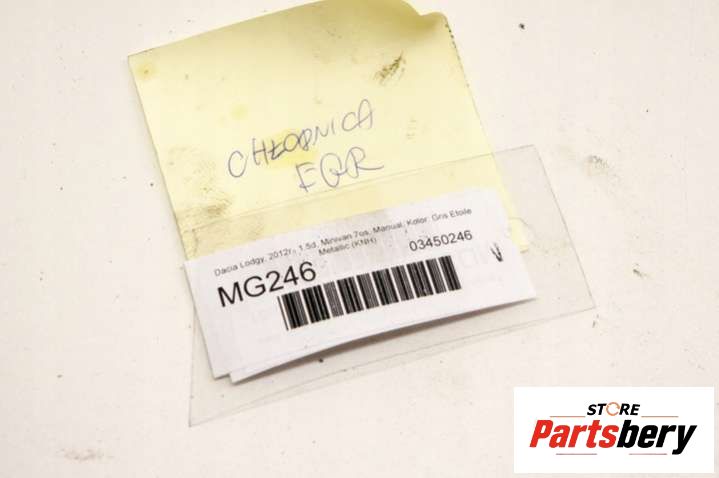 CHŁODNICA
EGR
Dacia Lodgy, 2012r., 1.5d, Minivan 7os, Manual, Kolor: Gris Etoile
Metallic (KNH)
MG246
03450246
V
STORE
Partsbery